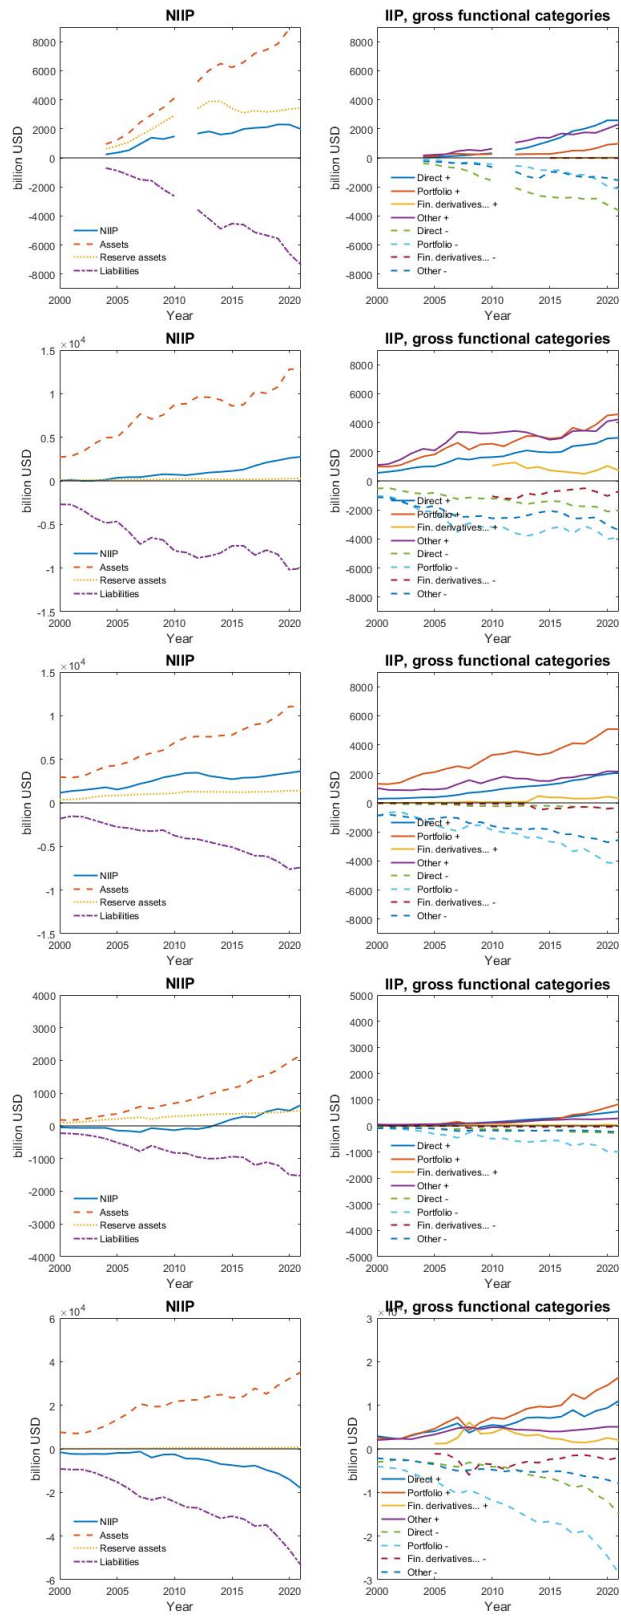 NIIP
IIP, gross functional categories
8000
6000
4000
2000
0
-2000
-4000
-6000
-8000
billion USD
NIIP
Assets
Reserve assets
Liabilities
2000 2005 2010 2015 2020
Year
8000
6000
4000
2000
0
-2000
-4000
-6000
-8000
billion USD
Direct +
Portfolio +
Fin. derivatives... +
Other +
Direct -
Portfolio -
Fin. derivatives... -
Other -
2000 2005 2010 2015 2020
Year
NIIP
IIP, gross functional categories
×10⁴
1.5
1
0.5
0
-0.5
-1
-1.5
billion USD
NIIP
Assets
Reserve assets
Liabilities
2000 2005 2010 2015 2020
Year
8000
6000
4000
2000
0
-2000
-4000
-6000
-8000
billion USD
Direct +
Portfolio +
Fin. derivatives... +
Other +
Direct -
Portfolio -
Fin. derivatives... -
Other -
2000 2005 2010 2015 2020
Year
NIIP
IIP, gross functional categories
×10⁴
1.5
1
0.5
0
-0.5
-1
-1.5
billion USD
NIIP
Assets
Reserve assets
Liabilities
2000 2005 2010 2015 2020
Year
8000
6000
4000
2000
0
-2000
-4000
-6000
-8000
billion USD
Direct +
Portfolio +
Fin. derivatives... +
Other +
Direct -
Portfolio -
Fin. derivatives... -
Other -
2000 2005 2010 2015 2020
Year
NIIP
IIP, gross functional categories
4000
3000
2000
1000
0
-1000
-2000
-3000
-4000
billion USD
NIIP
Assets
Reserve assets
Liabilities
2000 2005 2010 2015 2020
Year
5000
4000
3000
2000
1000
0
-1000
-2000
-3000
-4000
-5000
billion USD
Direct +
Portfolio +
Fin. derivatives... +
Other +
Direct -
Portfolio -
Fin. derivatives... -
Other -
2000 2005 2010 2015 2020
Year
NIIP
IIP, gross functional categories
×10⁴
6
4
2
0
-2
-4
-6
billion USD
NIIP
Assets
Reserve assets
Liabilities
2000 2005 2010 2015 2020
Year
3
2
1
0
-1
-2
-3
billion USD
Direct +
Portfolio +
Fin. derivatives... +
Other +
Direct -
Portfolio -
Fin. derivatives... -
Other -
2000 2005 2010 2015 2020
Year